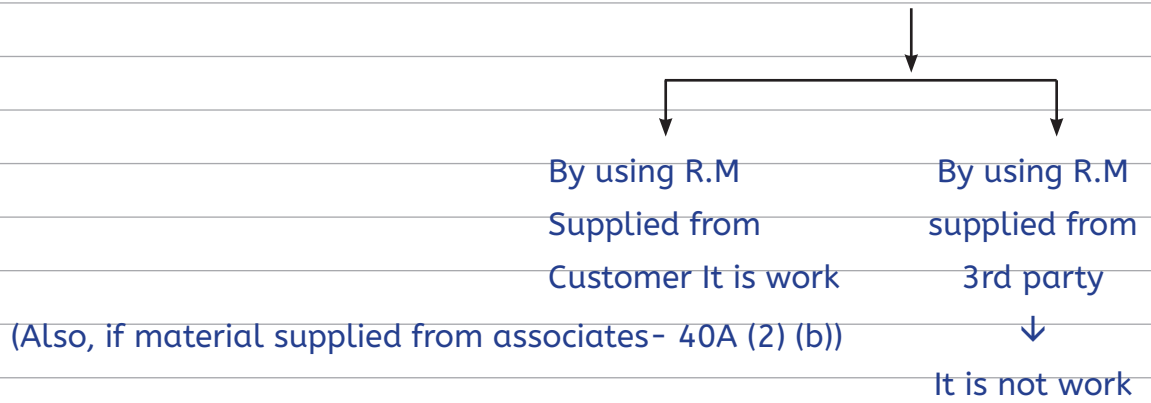 By using R.M
Supplied from
Customer It is work
(Also, if material supplied from associates- 40A (2) (b))
By using R.M
supplied from
3rd party
↓
It is not work